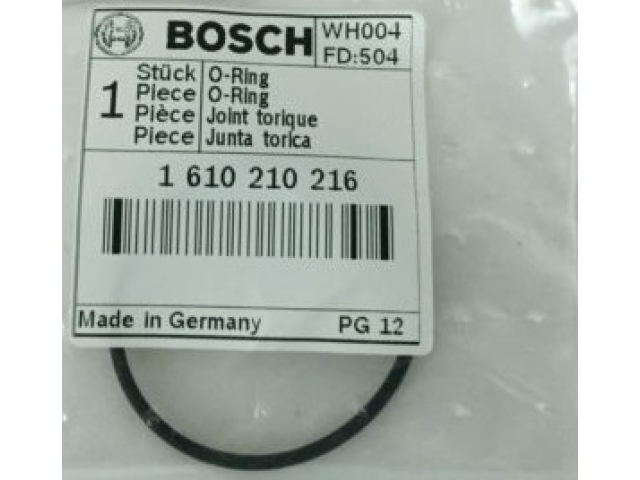 BOSCH WH004
FD:504
1 Stück O-Ring
Piece O-Ring
Pièce Joint torique
Piece Junta torica
1 610 210 216
Made in Germany PG 12